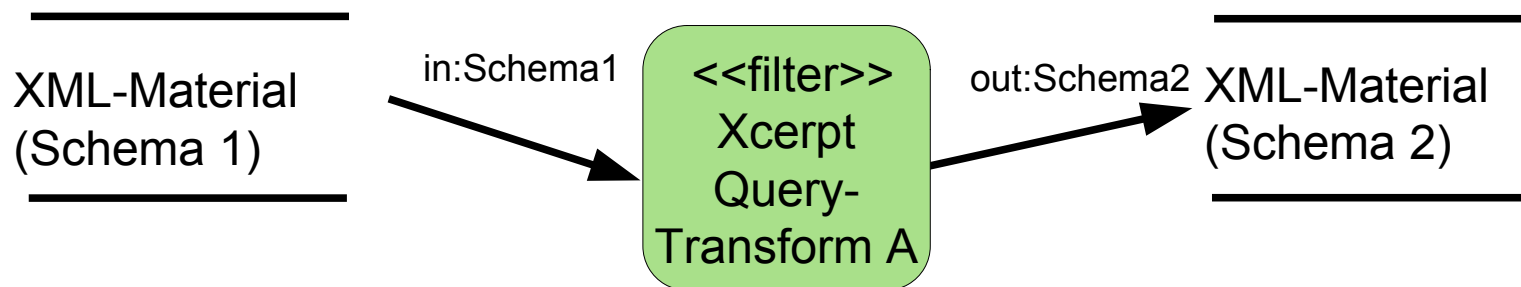 XML-Material
(Schema 1)
in:Schema1
<<filter>>
Xcerpt
Query-
Transform A
out:Schema2
XML-Material
(Schema 2)